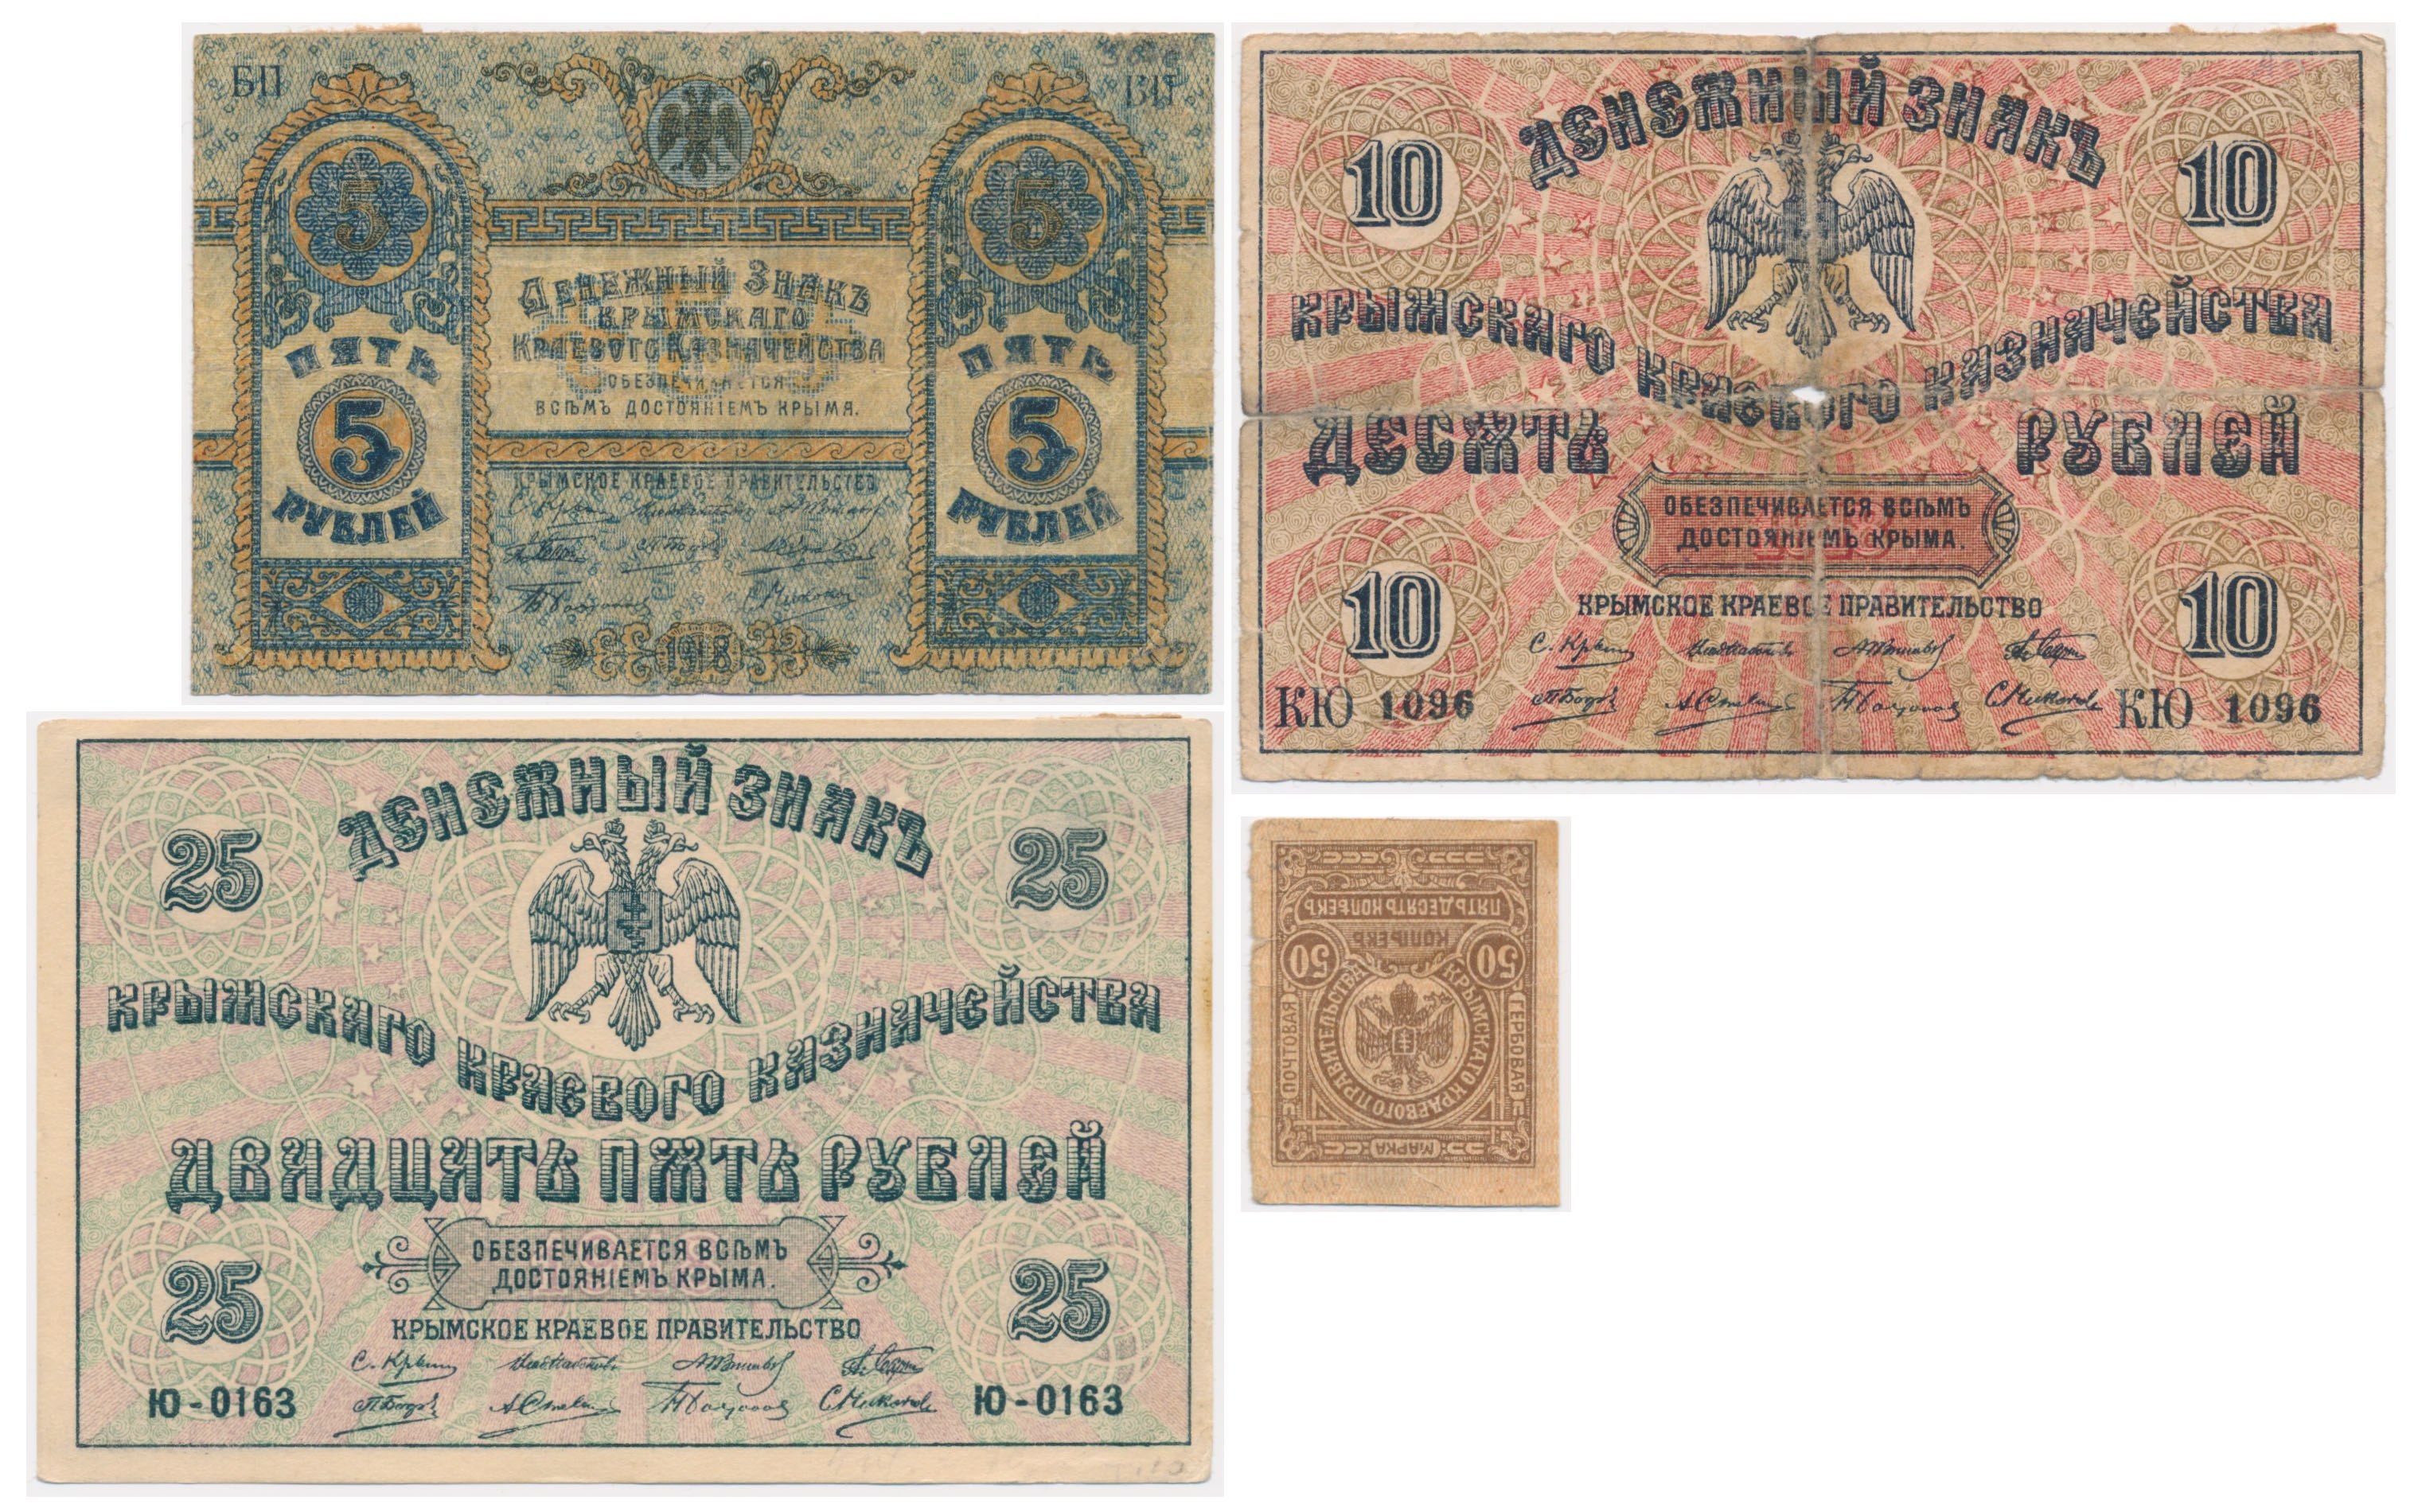 БП
БП
5
5
Денежный Знакъ
Крымскаго
Краевого Казначейства
ОБЕЗПЕЧИВАЕТСЯ
ВСѢМЪ ДОСТОЯНІЕМЪ КРЫМА.
ПЯТЬ
5
РУБЛЕЙ
ПЯТЬ
5
РУБЛЕЙ
КРЫМСКОЕ КРАЕВОЕ ПРАВИТЕЛЬСТВО
1918
10
ДЕНЕЖНЫЙ ЗНАКЪ
10
КРЫМСКАГО КРАЕВОГО КАЗНАЧЕЙСТВА
ДЕСЯТЬ РУБЛЕЙ
ОБЕЗПЕЧИВАЕТСЯ ВСѢМЪ
ДОСТОЯНІЕМЪ КРЫМА.
10
10
КРЫМСКОЕ КРАЕВОЕ ПРАВИТЕЛЬСТВО
КЮ 1096
КЮ 1096
25
ДЕНЕЖНЫЙ ЗНАКЪ
25
КРЫМСКАГО КРАЕВОГО КАЗНАЧЕЙСТВА
ДВАДЦАТЬ ПЯТЬ РУБЛЕЙ
ОБЕЗПЕЧИВАЕТСЯ ВСѢМЪ
ДОСТОЯНІЕМЪ КРЫМА.
1918
25
25
КРЫМСКОЕ КРАЕВОЕ ПРАВИТЕЛЬСТВО
Ю-0163
Ю-0163
МАРКА
ГЕРБОВАЯ
ПОЧТОВАЯ
КРЫМСКАГО КРАЕВОГО ПРАВИТЕЛЬСТВА
50
50
КОПѢЕКЪ
ПЯТЬДЕСЯТЬ КОПѢЕКЪ